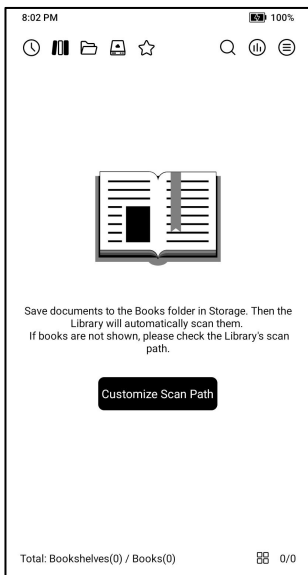 8:02 PM 100%
Save documents to the Books folder in Storage. Then the
Library will automatically scan them.
If books are not shown, please check the Library's scan
path.
Customize Scan Path
Total: Bookshelves(0) / Books(0) 0/0